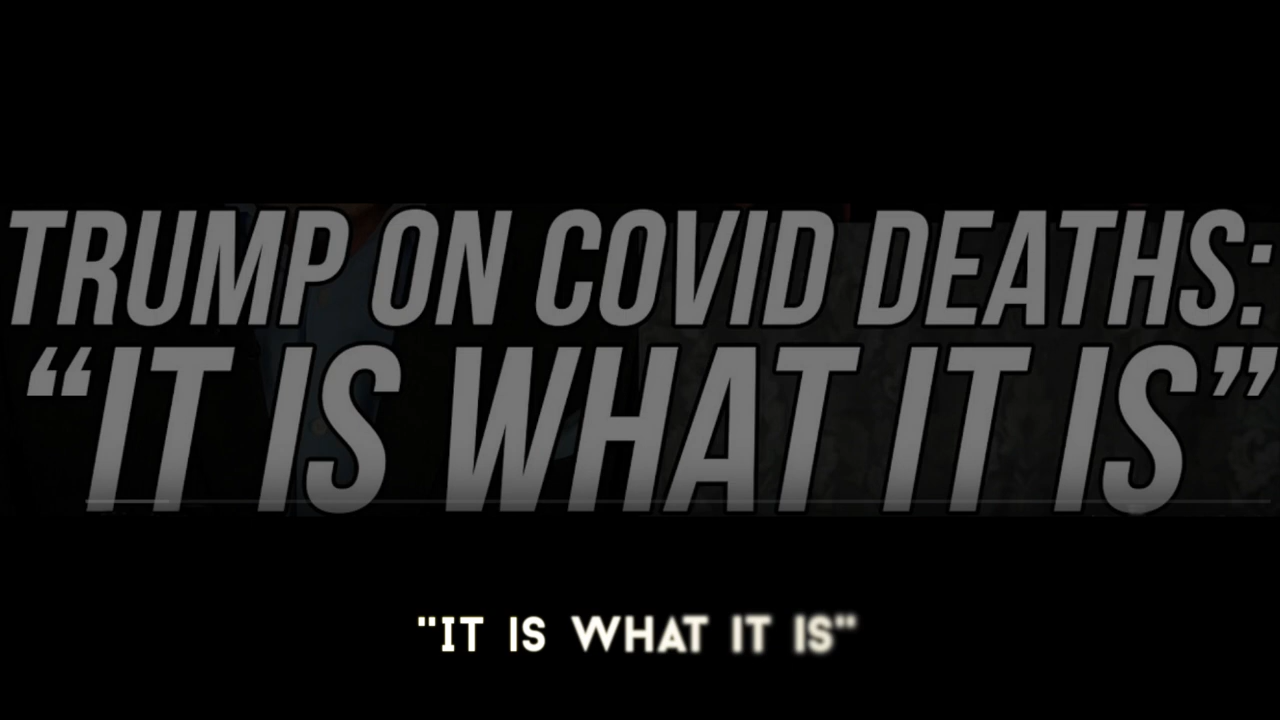 TRUMP ON COVID DEATHS:
“IT IS WHAT IT IS”
"IT IS WHAT IT IS"